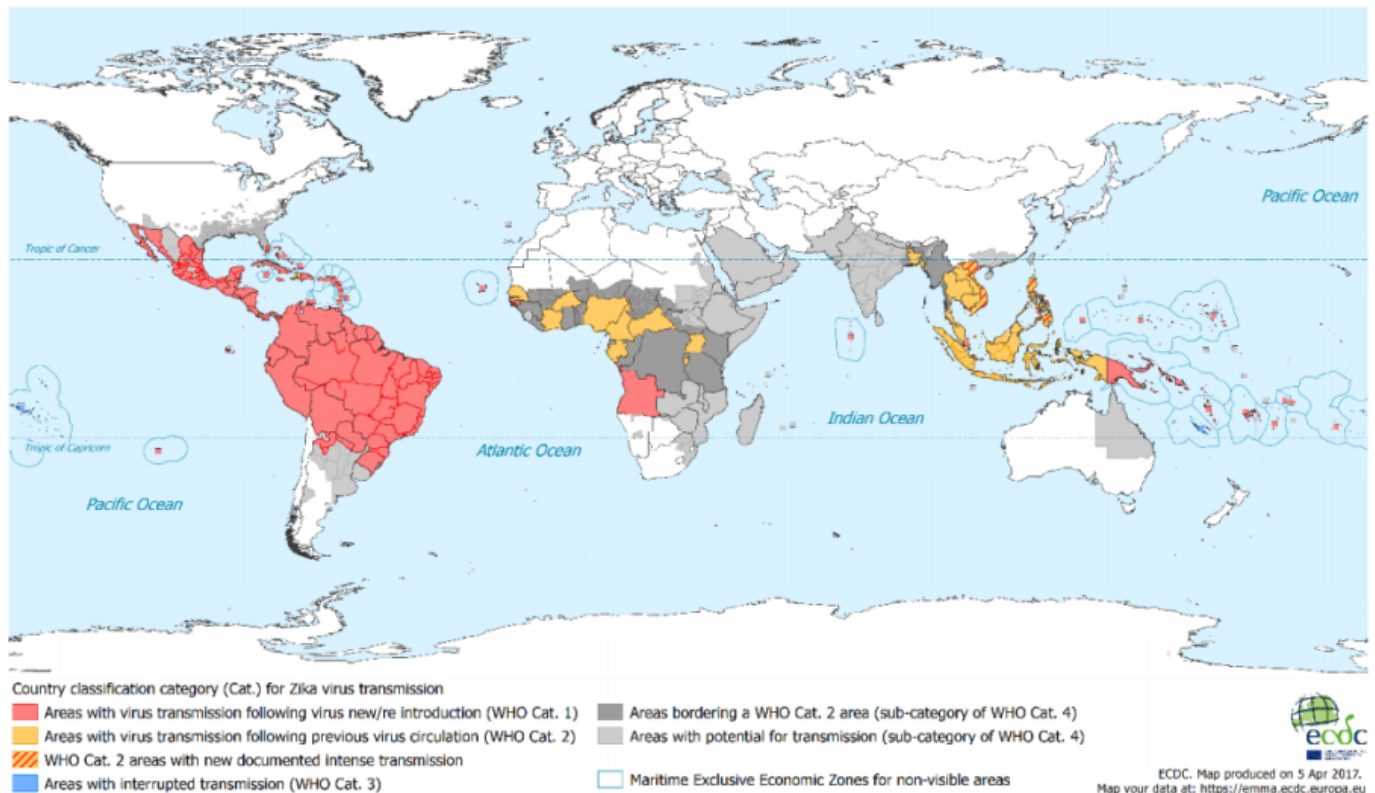 Pacific Ocean
Tropic of Cancer
Indian Ocean
Tropic of Capricorn
Atlantic Ocean
Pacific Ocean
Country classification category (Cat.) for Zika virus transmission
Areas with virus transmission following virus new/re introduction (WHO Cat. 1)
Areas with virus transmission following previous virus circulation (WHO Cat. 2)
WHO Cat. 2 areas with new documented intense transmission
Areas with interrupted transmission (WHO Cat. 3)
Areas bordering a WHO Cat. 2 area (sub-category of WHO Cat. 4)
Areas with potential for transmission (sub-category of WHO Cat. 4)
Maritime Exclusive Economic Zones for non-visible areas
ecdc
ECDC. Map produced on 5 Apr 2017.
Map your data at: https://emma.ecdc.europa.eu